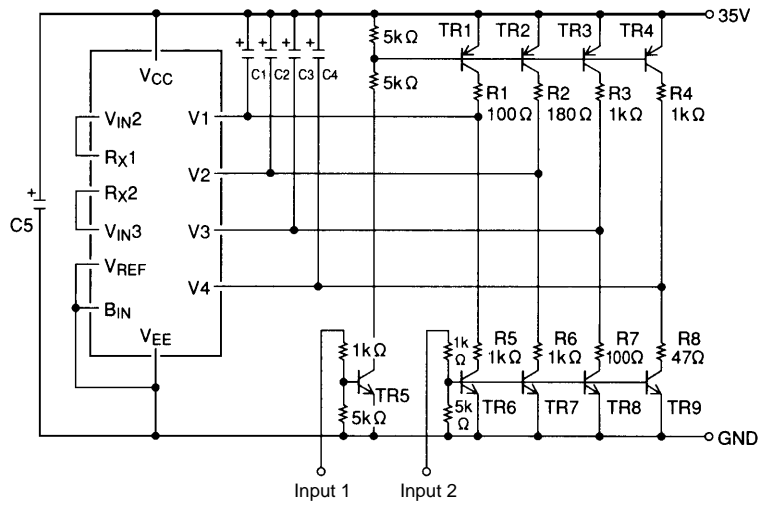 35V
5kΩ
TR1
TR2
TR3
TR4
+
+
+
+
VCC
C1
C2
C3
C4
5kΩ
R1
100Ω
R2
180Ω
R3
1kΩ
R4
1kΩ
VIN2
V1
RX1
V2
+
C5
RX2
VIN3
V3
VREF
V4
BIN
VEE
1kΩ
TR5
5kΩ
1k
Ω
R5
1kΩ
R6
1kΩ
R7
100Ω
R8
47Ω
5k
Ω
TR6
TR7
TR8
TR9
GND
Input 1
Input 2